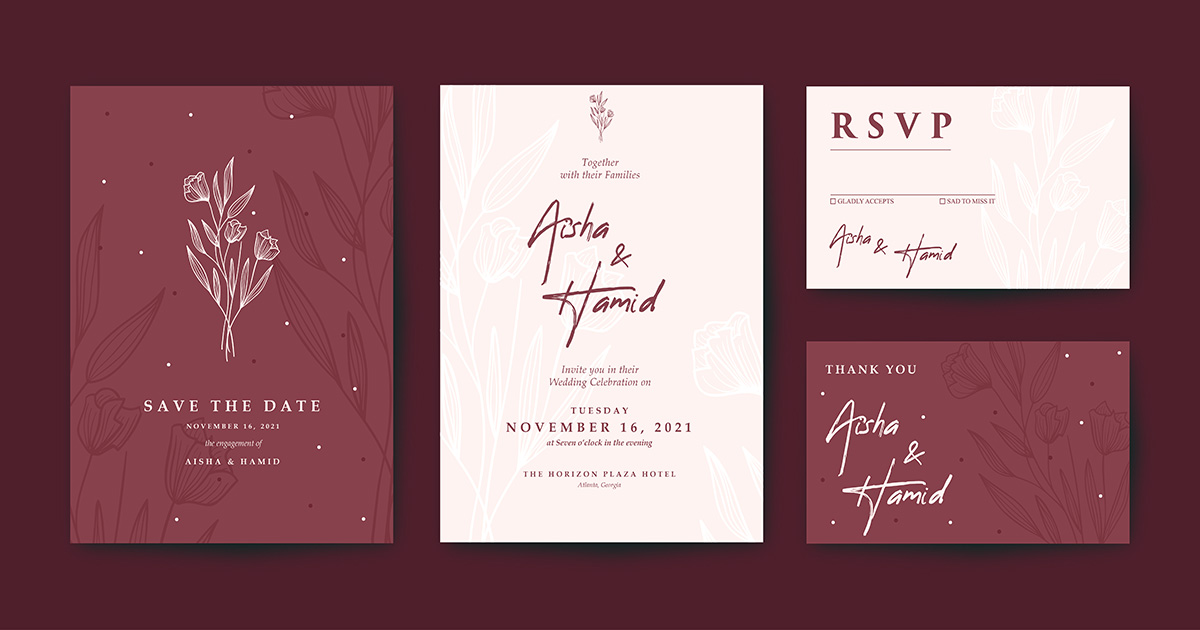 SAVE THE DATE
NOVEMBER 16, 2021
the engagement of
AISHA & HAMID
Together
with their Families
Aisha
&
Hamid
Invite you in their
Wedding Celebration on
TUESDAY
NOVEMBER 16, 2021
at Seven o'clock in the evening
THE HORIZON PLAZA HOTEL
Atlanta, Georgia
RSVP
GLADLY ACCEPTS SAD TO MISS IT
Aisha & Hamid
THANK YOU
Aisha
&
Hamid